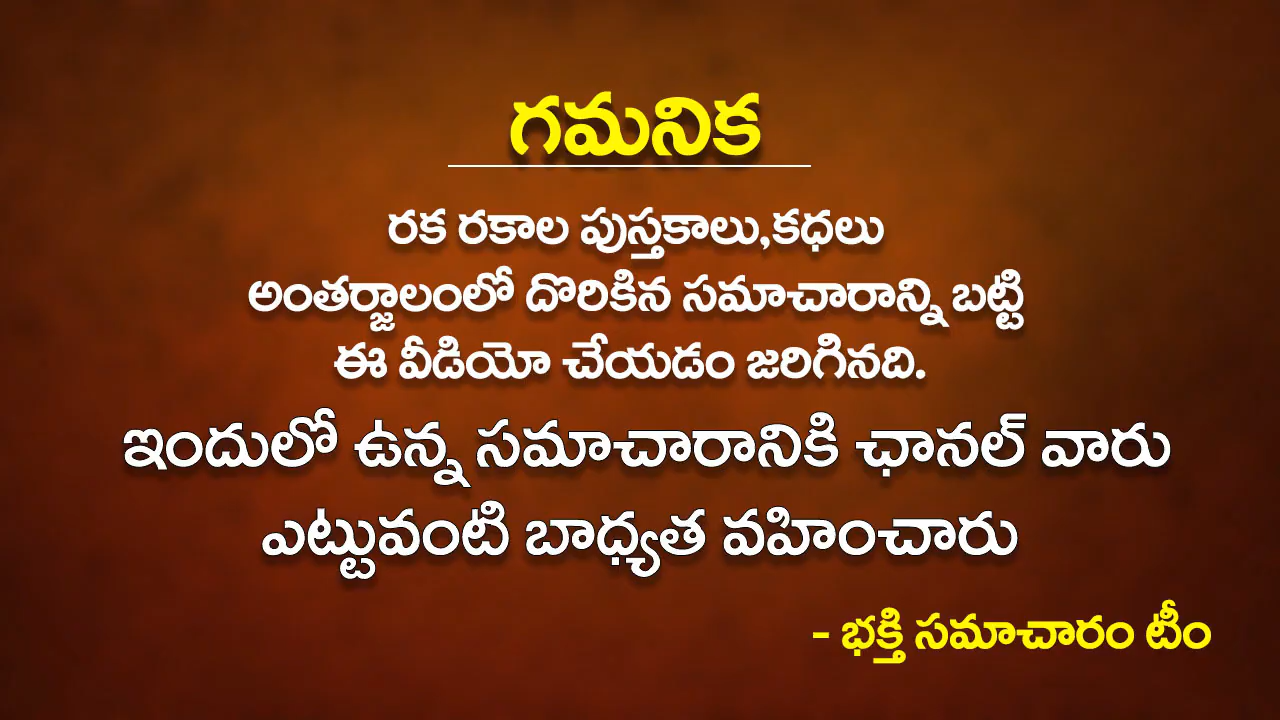 గమనిక
రక రకాల పుస్తకాలు,కధలు
అంతర్జాలంలో దొరికిన సమాచారాన్ని బట్టి
ఈ వీడియో చేయడం జరిగినది.
ఇందులో ఉన్న సమాచారానికి ఛానల్ వారు
ఎట్టువంటి బాధ్యత వహించారు
- భక్తి సమాచారం టీం